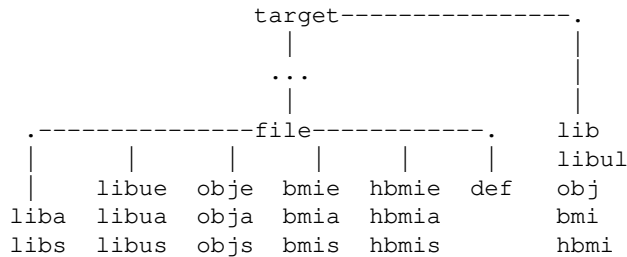 target----------------.
|                |
...               |
|                |
.---------------file------------.    lib
|      |      |     |     |     |    libul
|    libue  obje  bmie  hbmie  def   obj
liba libua  obja  bmia  hbmia        bmi
libs libus  objs  bmis  hbmis        hbmi